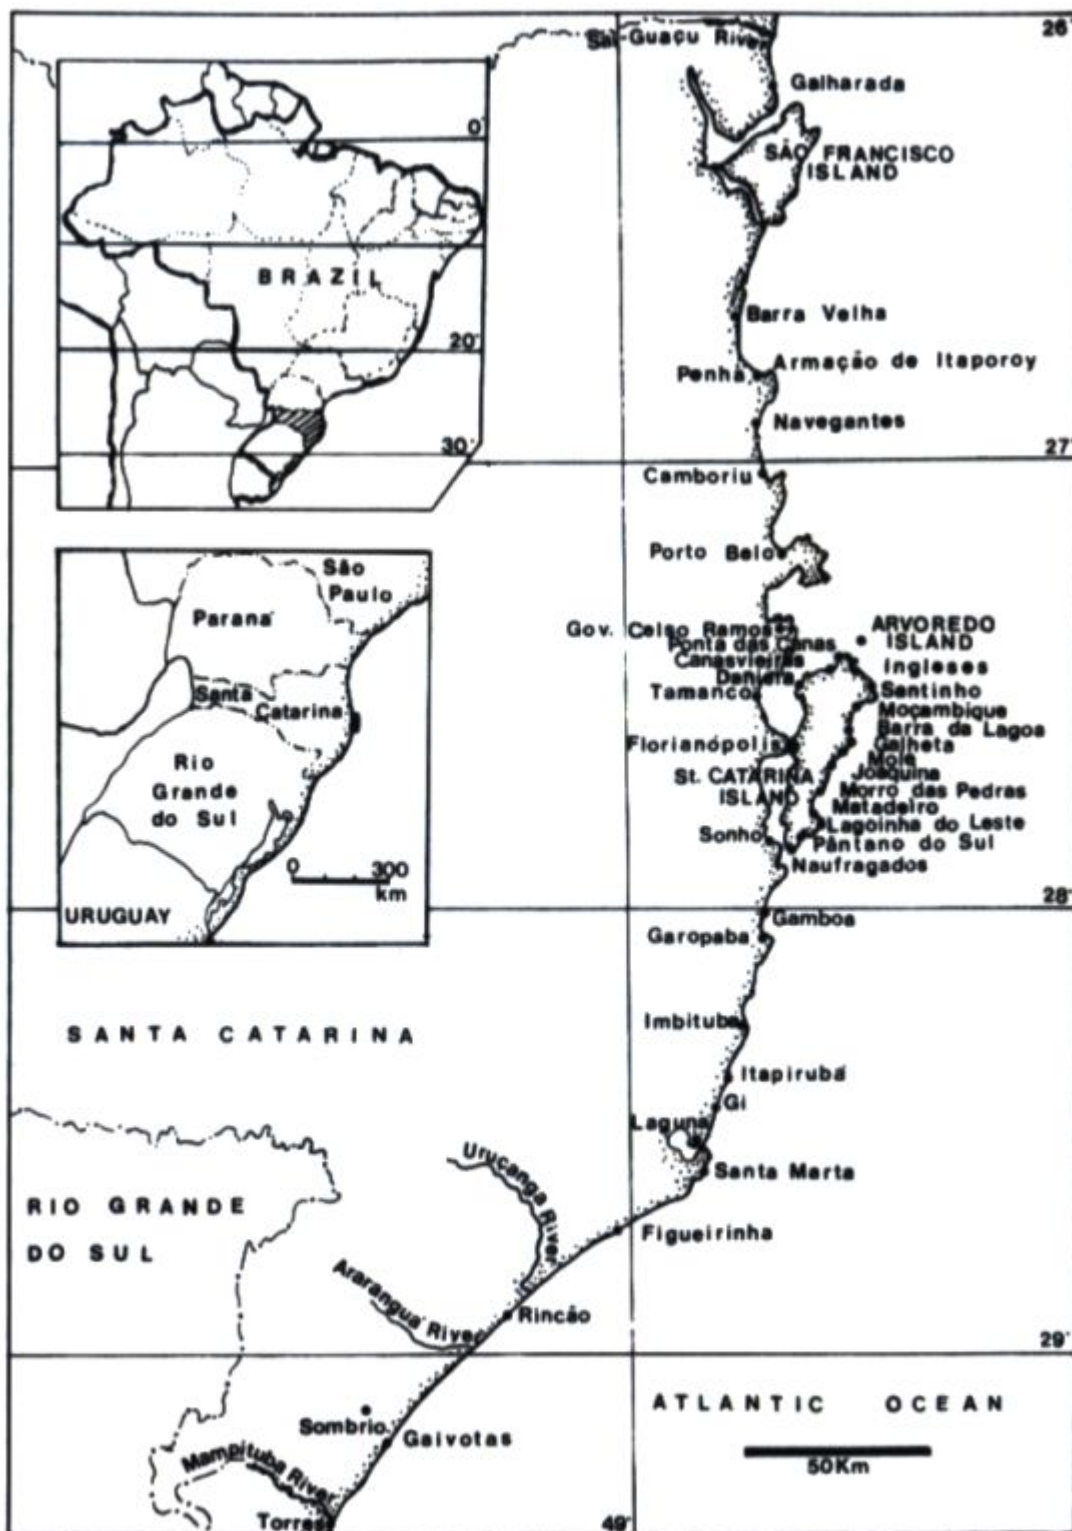 26°
Saí-Guaçu River
Galharada
SÃO FRANCISCO
ISLAND
Barra Velha
Armação de Itaporoy
Penha
Navegantes
27°
Camboriu
Porto Belo
Gov. Celso Ramos
ARVOREDO
ISLAND
Ponta das Canas
Canasvieiras
Ingleses
Daniela
Tamanco
Santinho
Moçambique
Barra da Lagoa
Florianópolis
Galheta
Mole
St. CATARINA
ISLAND
Joaquina
Morro das Pedras
Matadeiro
Lagoinha do Leste
Sonho
Pântano do Sul
Naufragados
28°
Gamboa
Garopaba
Imbituba
Itapirubá
Gi
Laguna
Santa Marta
Figueirinha
Uruçanga River
Araranguá River
Rincão
29°
ATLANTIC OCEAN
50Km
Sombrio
Gaivotas
Mampituba River
Torres
49°
SANTA CATARINA
RIO GRANDE
DO SUL
0°
BRAZIL
20°
30°
São
Paulo
Paraná
Santa
Catarina
Rio
Grande
do Sul
0 300
km
URUGUAY